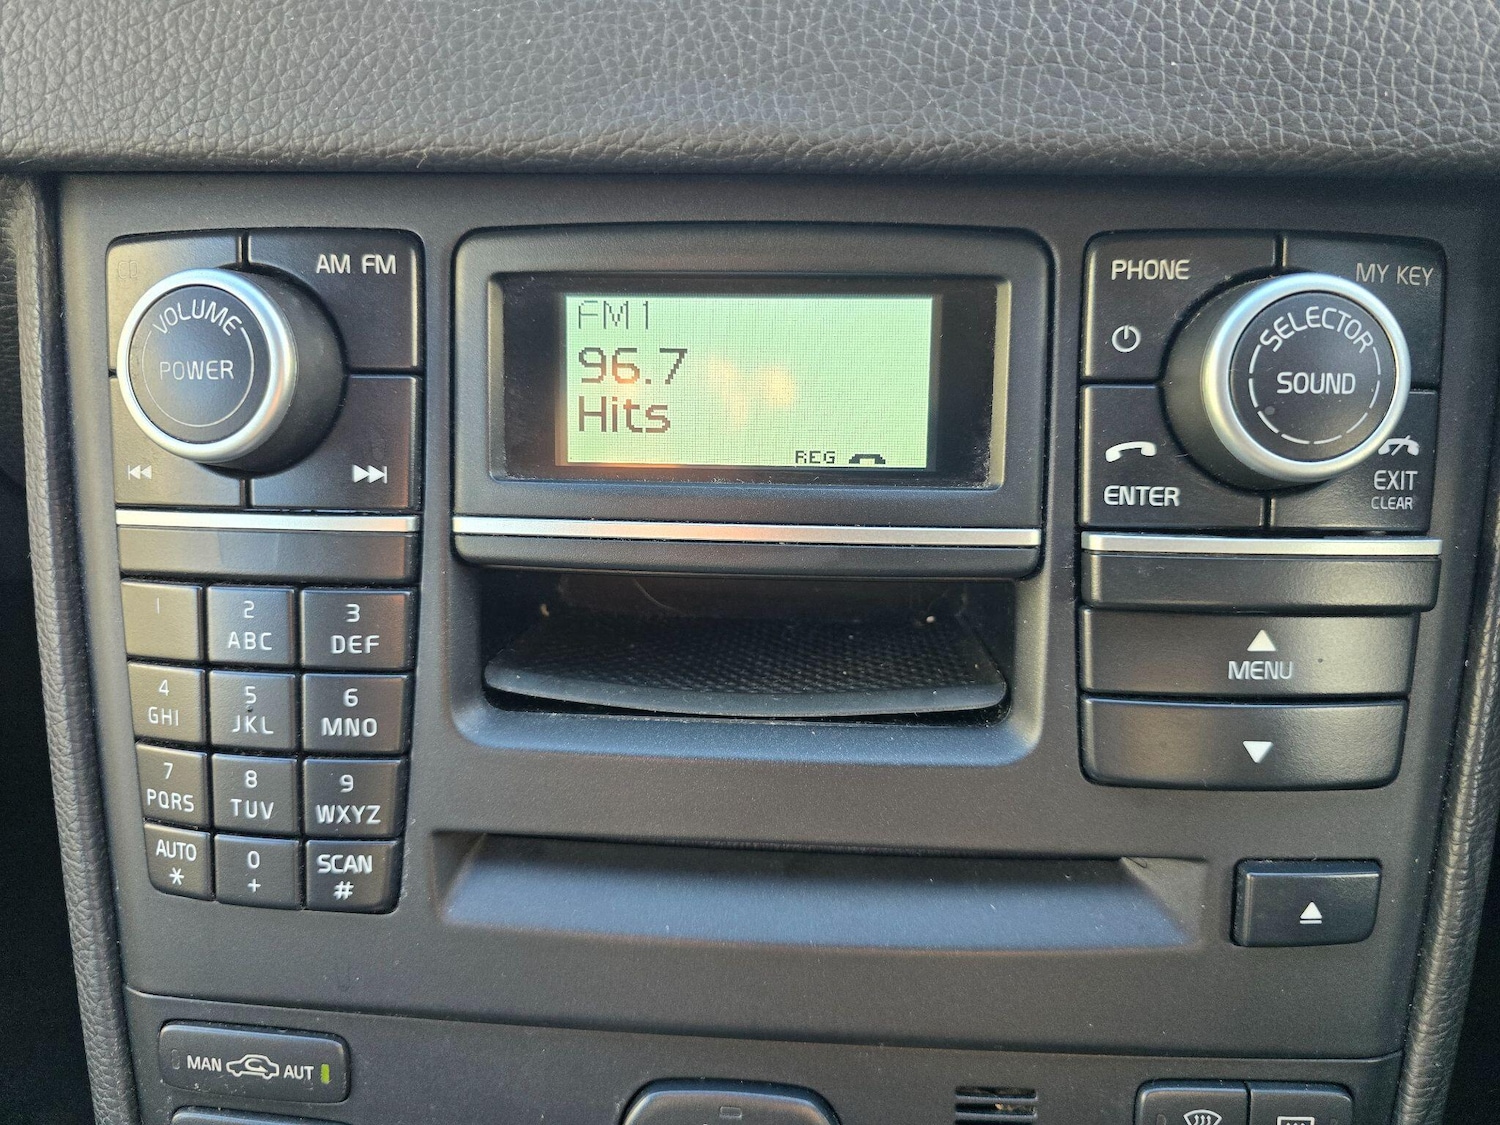 CD
AM FM
VOLUME
POWER
FM1
96.7
Hits
REG
PHONE
MY KEY
SELECTOR
SOUND
ENTER
EXIT
CLEAR
1
2
ABC
3
DEF
4
GHI
5
JKL
6
MNO
7
PQRS
8
TUV
9
WXYZ
AUTO
*
0
+
SCAN
#
MENU
MAN AUT